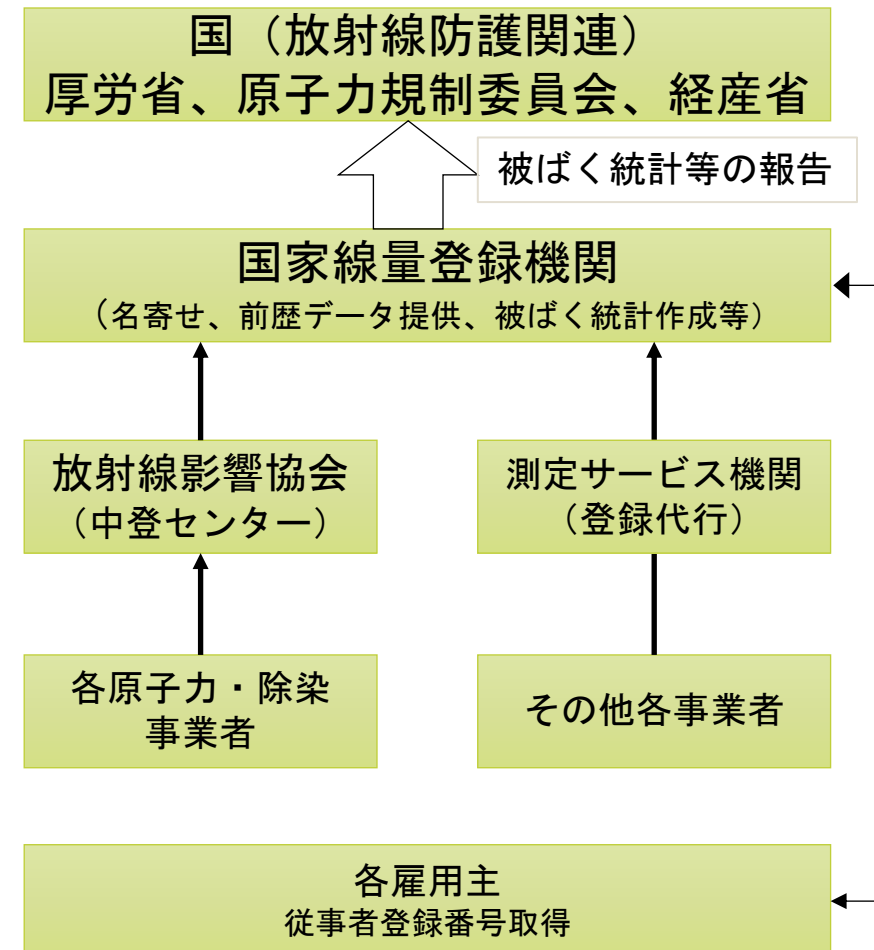 国（放射線防護関連）
厚労省、原子力規制委員会、経産省
被ばく統計等の報告
国家線量登録機関
（名寄せ、前歴データ提供、被ばく統計作成等）
放射線影響協会
（中登センター）
測定サービス機関
（登録代行）
各原子力・除染
事業者
その他各事業者
各雇用主
従事者登録番号取得